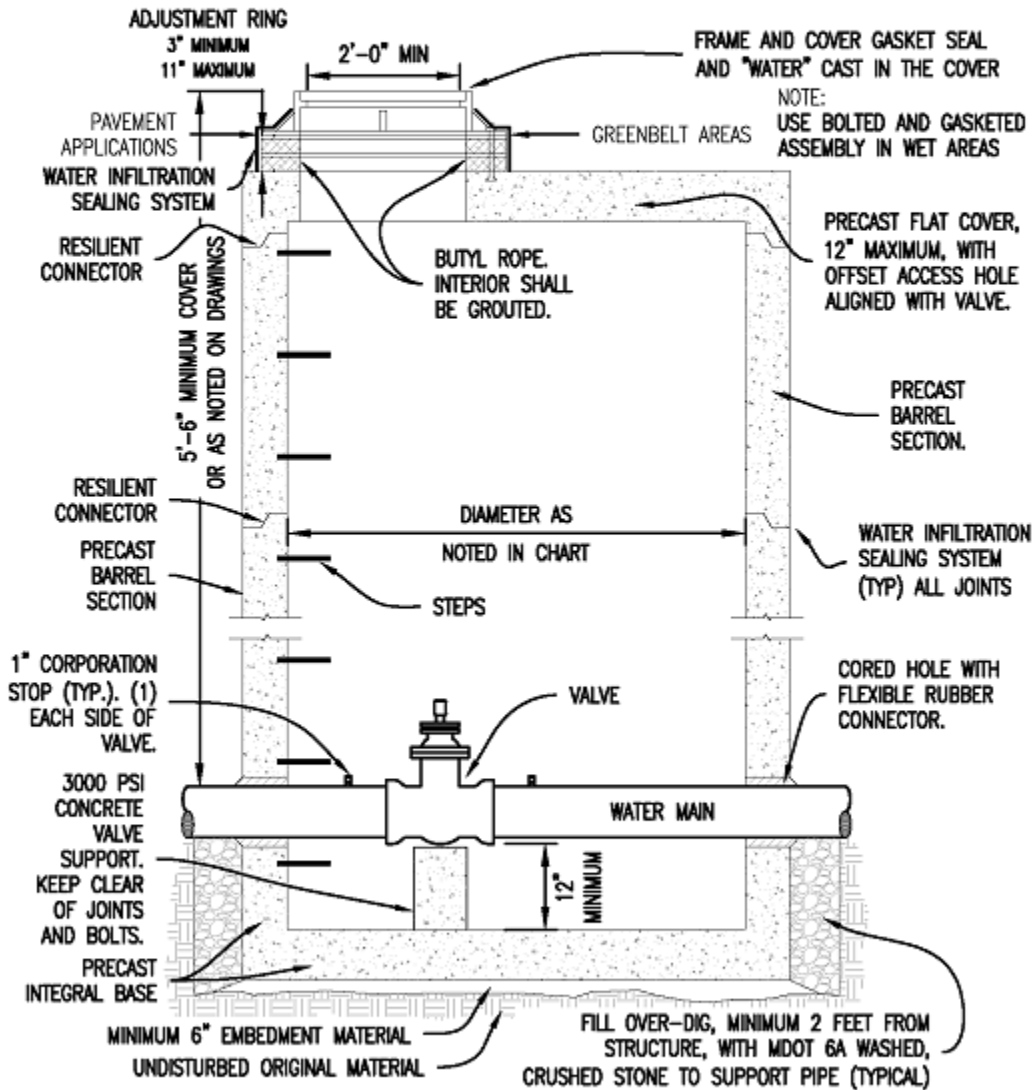 ADJUSTMENT RING
3" MINIMUM
11" MAXIMUM
2'-0" MIN
FRAME AND COVER GASKET SEAL
AND "WATER" CAST IN THE COVER
NOTE:
USE BOLTED AND GASKETED
ASSEMBLY IN WET AREAS
PAVEMENT
APPLICATIONS
GREENBELT AREAS
WATER INFILTRATION
SEALING SYSTEM
RESILIENT
CONNECTOR
BUTYL ROPE.
INTERIOR SHALL
BE GROUTED.
PRECAST FLAT COVER,
12" MAXIMUM, WITH
OFFSET ACCESS HOLE
ALIGNED WITH VALVE.
5'-6" MINIMUM COVER
OR AS NOTED ON DRAWINGS
PRECAST
BARREL
SECTION.
RESILIENT
CONNECTOR
DIAMETER AS
NOTED IN CHART
PRECAST
BARREL
SECTION
WATER INFILTRATION
SEALING SYSTEM
(TYP) ALL JOINTS
STEPS
1" CORPORATION
STOP (TYP.). (1)
EACH SIDE OF
VALVE.
VALVE
CORED HOLE WITH
FLEXIBLE RUBBER
CONNECTOR.
3000 PSI
CONCRETE
VALVE
SUPPORT.
KEEP CLEAR
OF JOINTS
AND BOLTS.
WATER MAIN
12"
MINIMUM
PRECAST
INTEGRAL BASE
MINIMUM 6" EMBEDMENT MATERIAL
UNDISTURBED ORIGINAL MATERIAL
FILL OVER-DIG, MINIMUM 2 FEET FROM
STRUCTURE, WITH MDOT 6A WASHED,
CRUSHED STONE TO SUPPORT PIPE (TYPICAL)